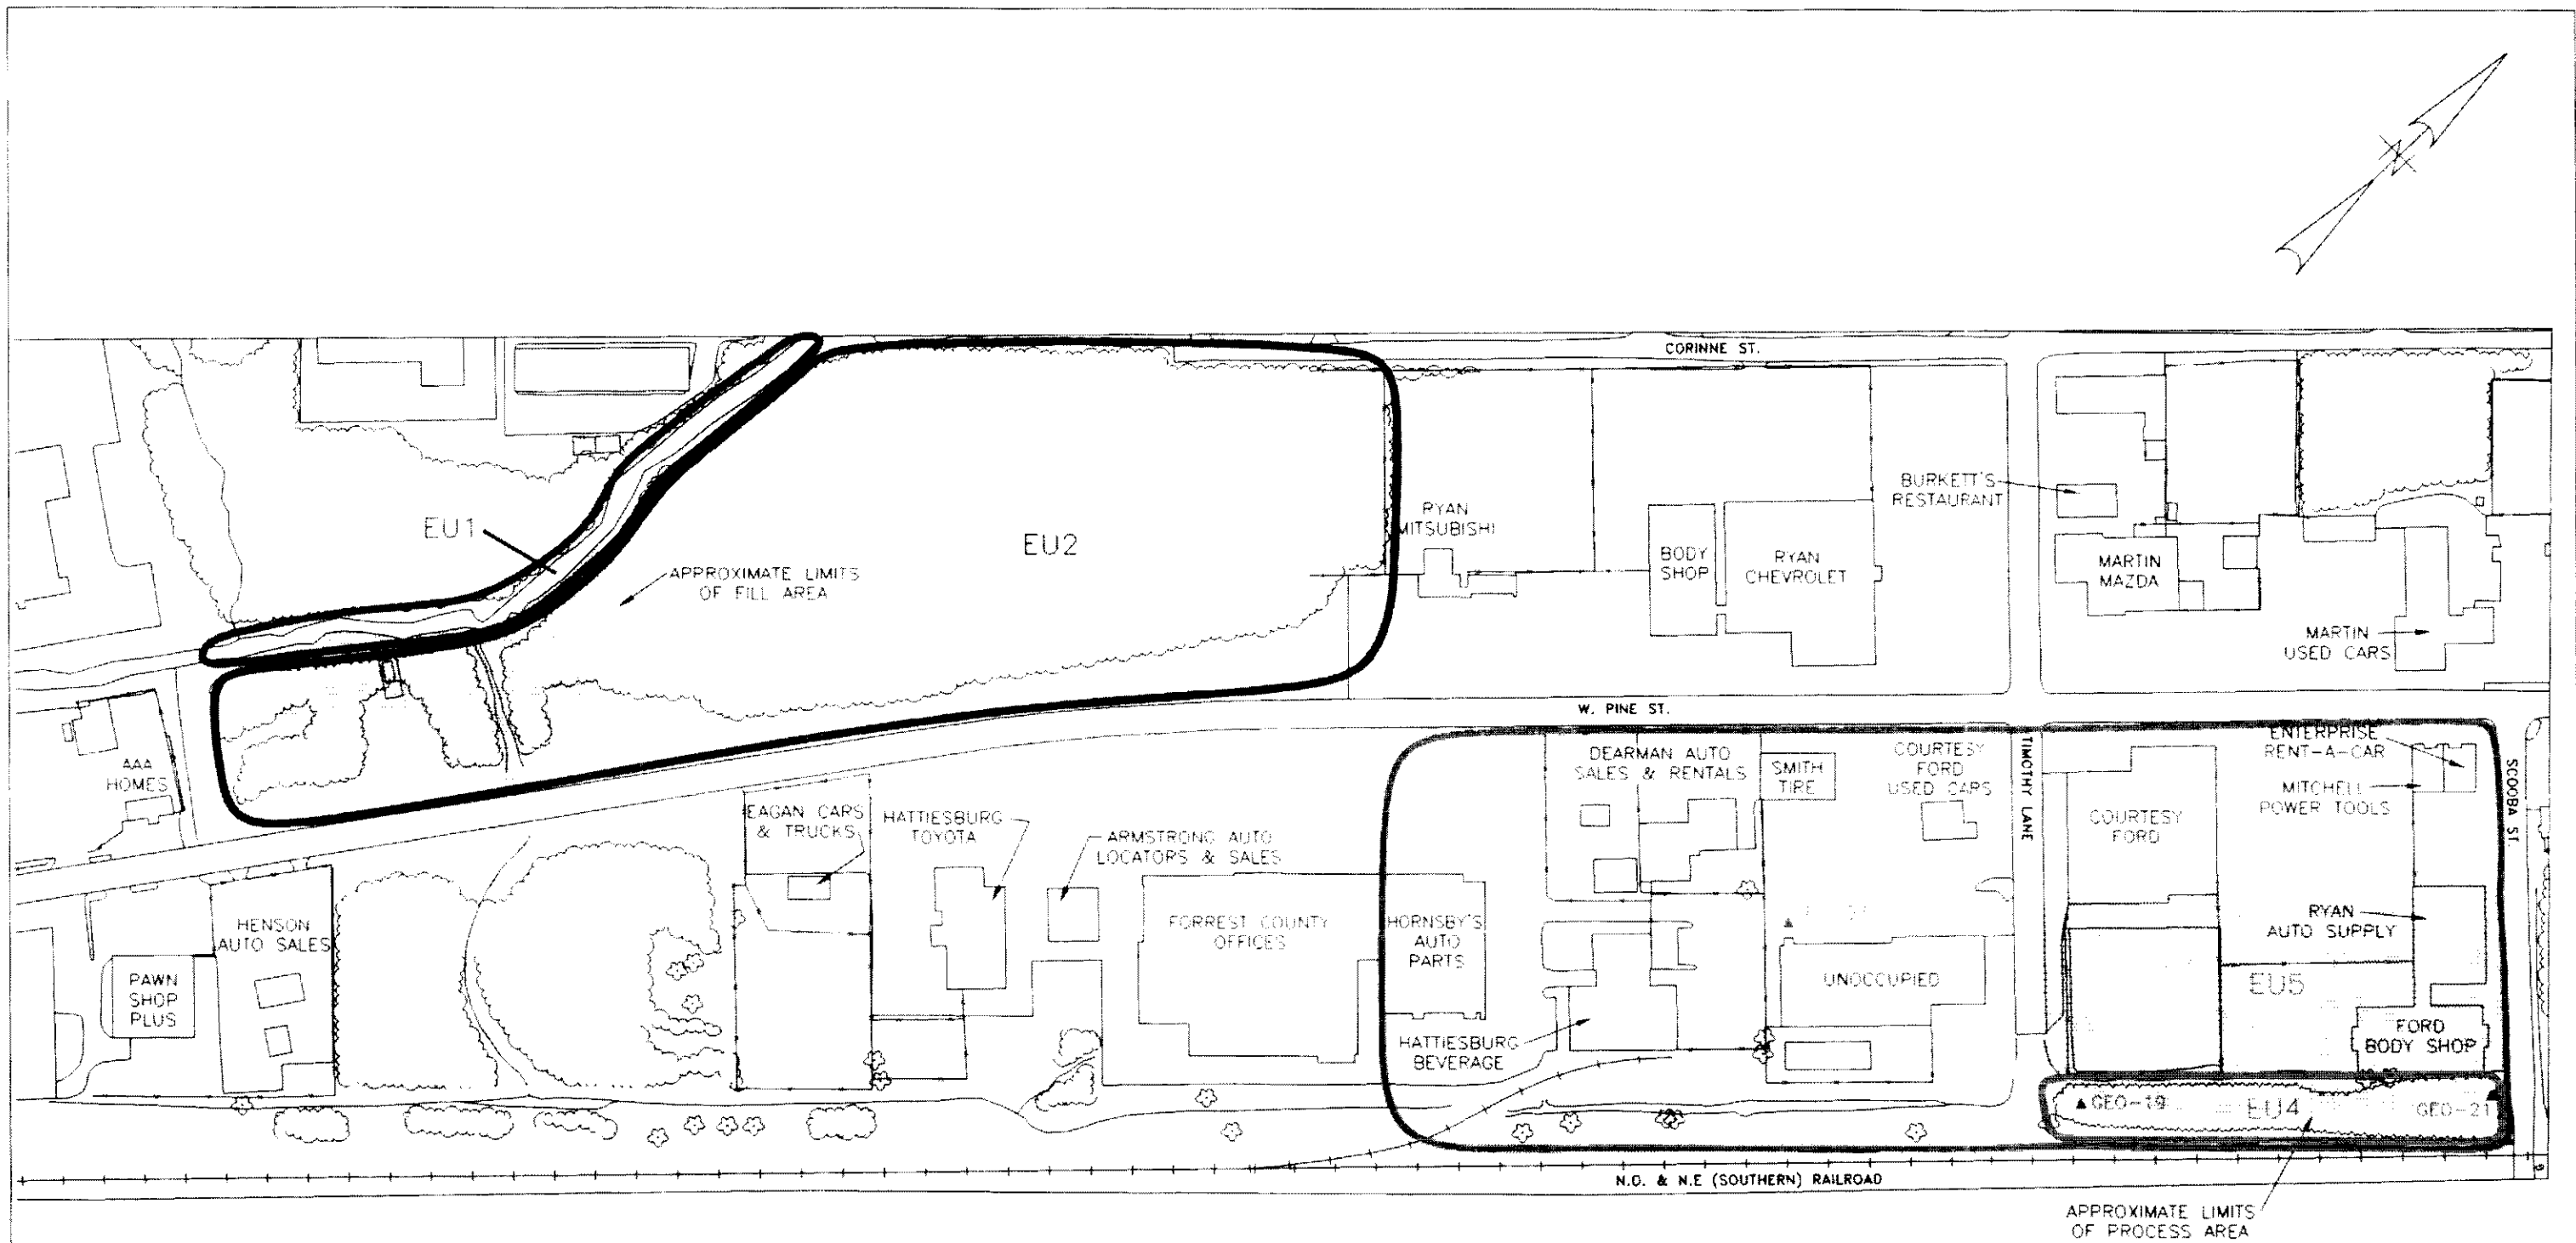 N
CORINNE ST.
EU1
EU2
APPROXIMATE LIMITS
OF FILL AREA
RYAN
MITSUBISHI
BODY
SHOP
RYAN
CHEVROLET
BURKETT'S
RESTAURANT
MARTIN
MAZDA
MARTIN
USED CARS
W. PINE ST.
AAA
HOMES
EAGAN CARS
& TRUCKS
HATTIESBURG
TOYOTA
ARMSTRONG AUTO
LOCATORS & SALES
DEARMAN AUTO
SALES & RENTALS
SMITH
TIRE
COURTESY
FORD
USED CARS
TIMOTHY LANE
COURTESY
FORD
ENTERPRISE
RENT-A-CAR
MITCHELL
POWER TOOLS
SCOOBA ST.
HENSON
AUTO SALES
PAWN
SHOP
PLUS
FORREST COUNTY
OFFICES
HORNSBY'S
AUTO
PARTS
HATTIESBURG
BEVERAGE
UNOCCUPIED
RYAN
AUTO SUPPLY
EU5
FORD
BODY SHOP
GEO-19
EU4
GEO-21
N.O. & N.E (SOUTHERN) RAILROAD
APPROXIMATE LIMITS
OF PROCESS AREA